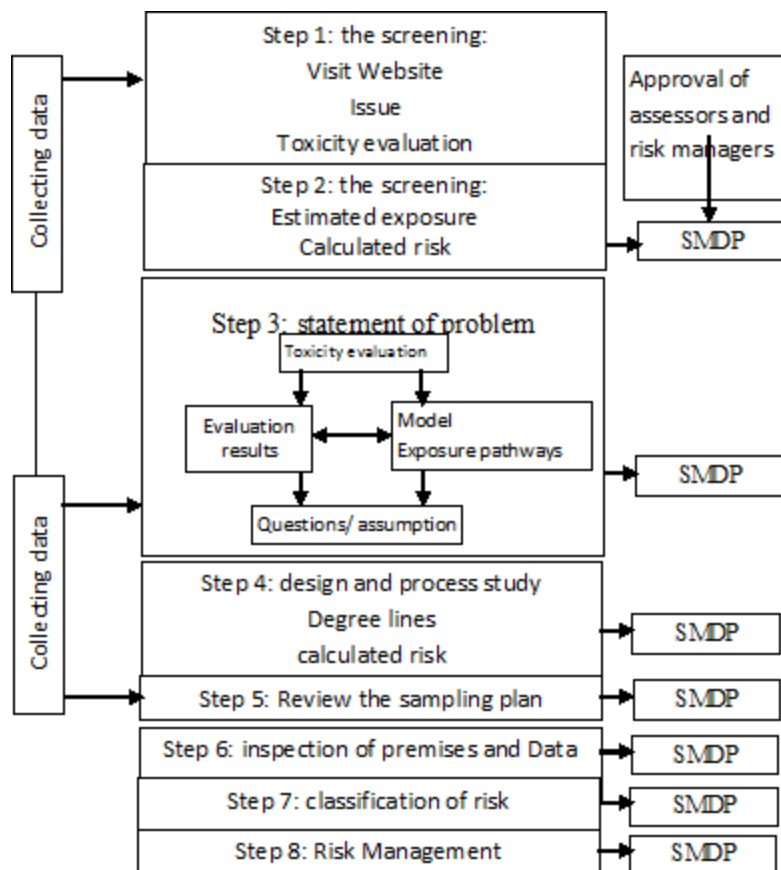 Step 1: the screening:
Visit Website
Issue
Toxicity evaluation
Approval of
assessors and
risk managers
Collecting data
Step 2: the screening:
Estimated exposure
Calculated risk
SMDP
Step 3: statement of problem
Toxicity evaluation
Evaluation
results
Model
Exposure pathways
SMDP
Questions/ assumption
Collecting data
Step 4: design and process study
Degree lines
calculated risk
SMDP
Step 5: Review the sampling plan
SMDP
Step 6: inspection of premises and Data
SMDP
Step 7: classification of risk
SMDP
Step 8: Risk Management
SMDP